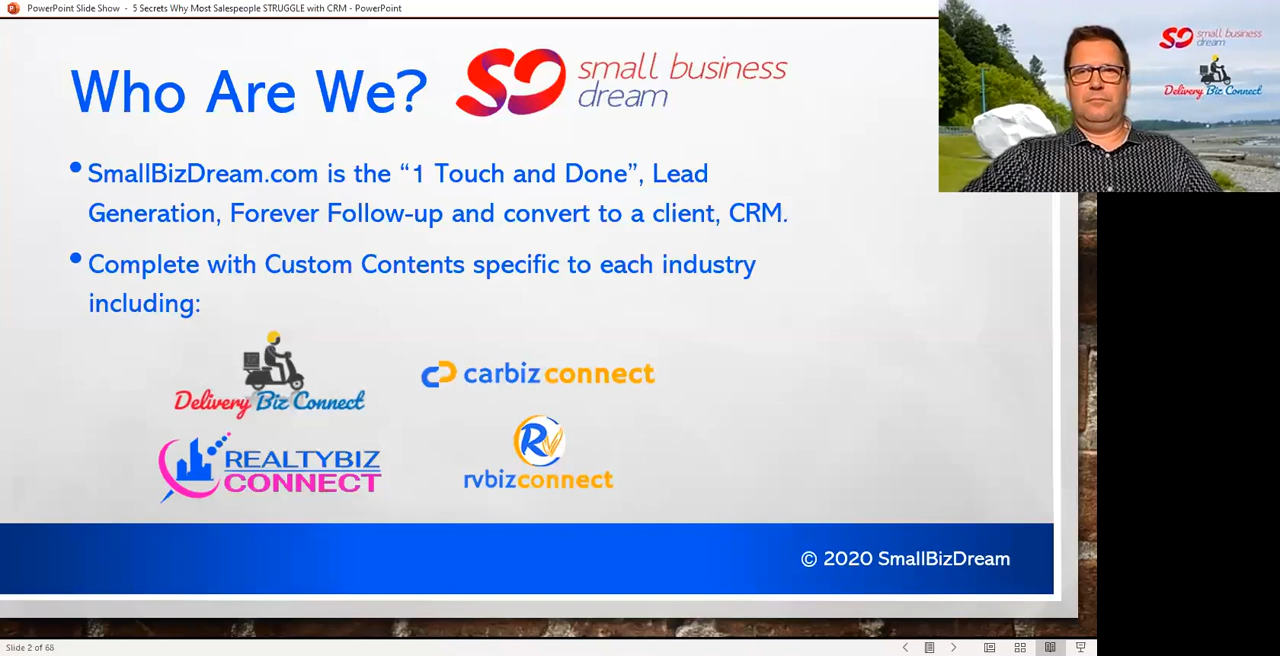 PowerPoint Slide Show - 5 Secrets Why Most Salespeople STRUGGLE with CRM - PowerPoint
Who Are We?
small business
dream
• SmallBizDream.com is the “1 Touch and Done”, Lead
Generation, Forever Follow-up and convert to a client, CRM.
• Complete with Custom Contents specific to each industry
including:
Delivery Biz Connect
carbizconnect
REALTYBIZ
CONNECT
RV
rvbizconnect
© 2020 SmallBizDream
Slide 2 of 68
small business
dream
Delivery Biz Connect